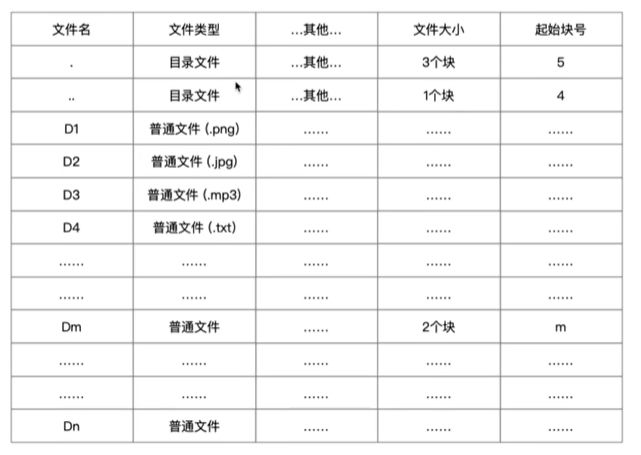 文件名 文件类型 ...其他... 文件大小 起始块号
. 目录文件 ...其他... 3个块 5
.. 目录文件 ...其他... 1个块 4
D1 普通文件 (.png) ...... ...... ......
D2 普通文件 (.jpg) ...... ...... ......
D3 普通文件 (.mp3) ...... ...... ......
D4 普通文件 (.txt) ...... ...... ......
...... ...... ...... ...... ......
...... ...... ...... ...... ......
Dm 普通文件 ...... 2个块 m
...... ...... ...... ...... ......
...... ...... ...... ...... ......
Dn 普通文件 ...... ...... ......